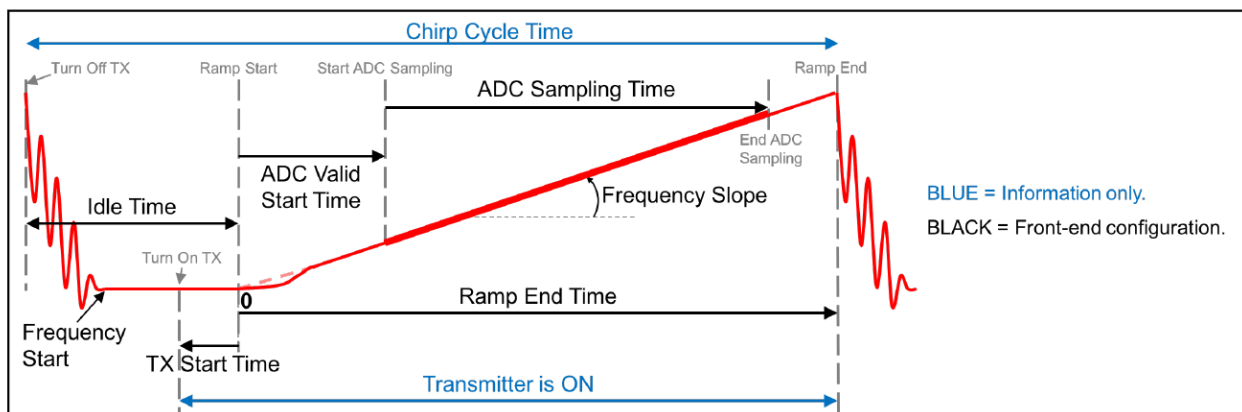 Chirp Cycle Time
Turn Off TX
Ramp Start
Start ADC Sampling
Ramp End
ADC Sampling Time
End ADC
Sampling
ADC Valid
Start Time
Frequency Slope
Idle Time
BLUE = Information only.
BLACK = Front-end configuration.
Turn On TX
0
Ramp End Time
Frequency
Start
TX Start Time
Transmitter is ON